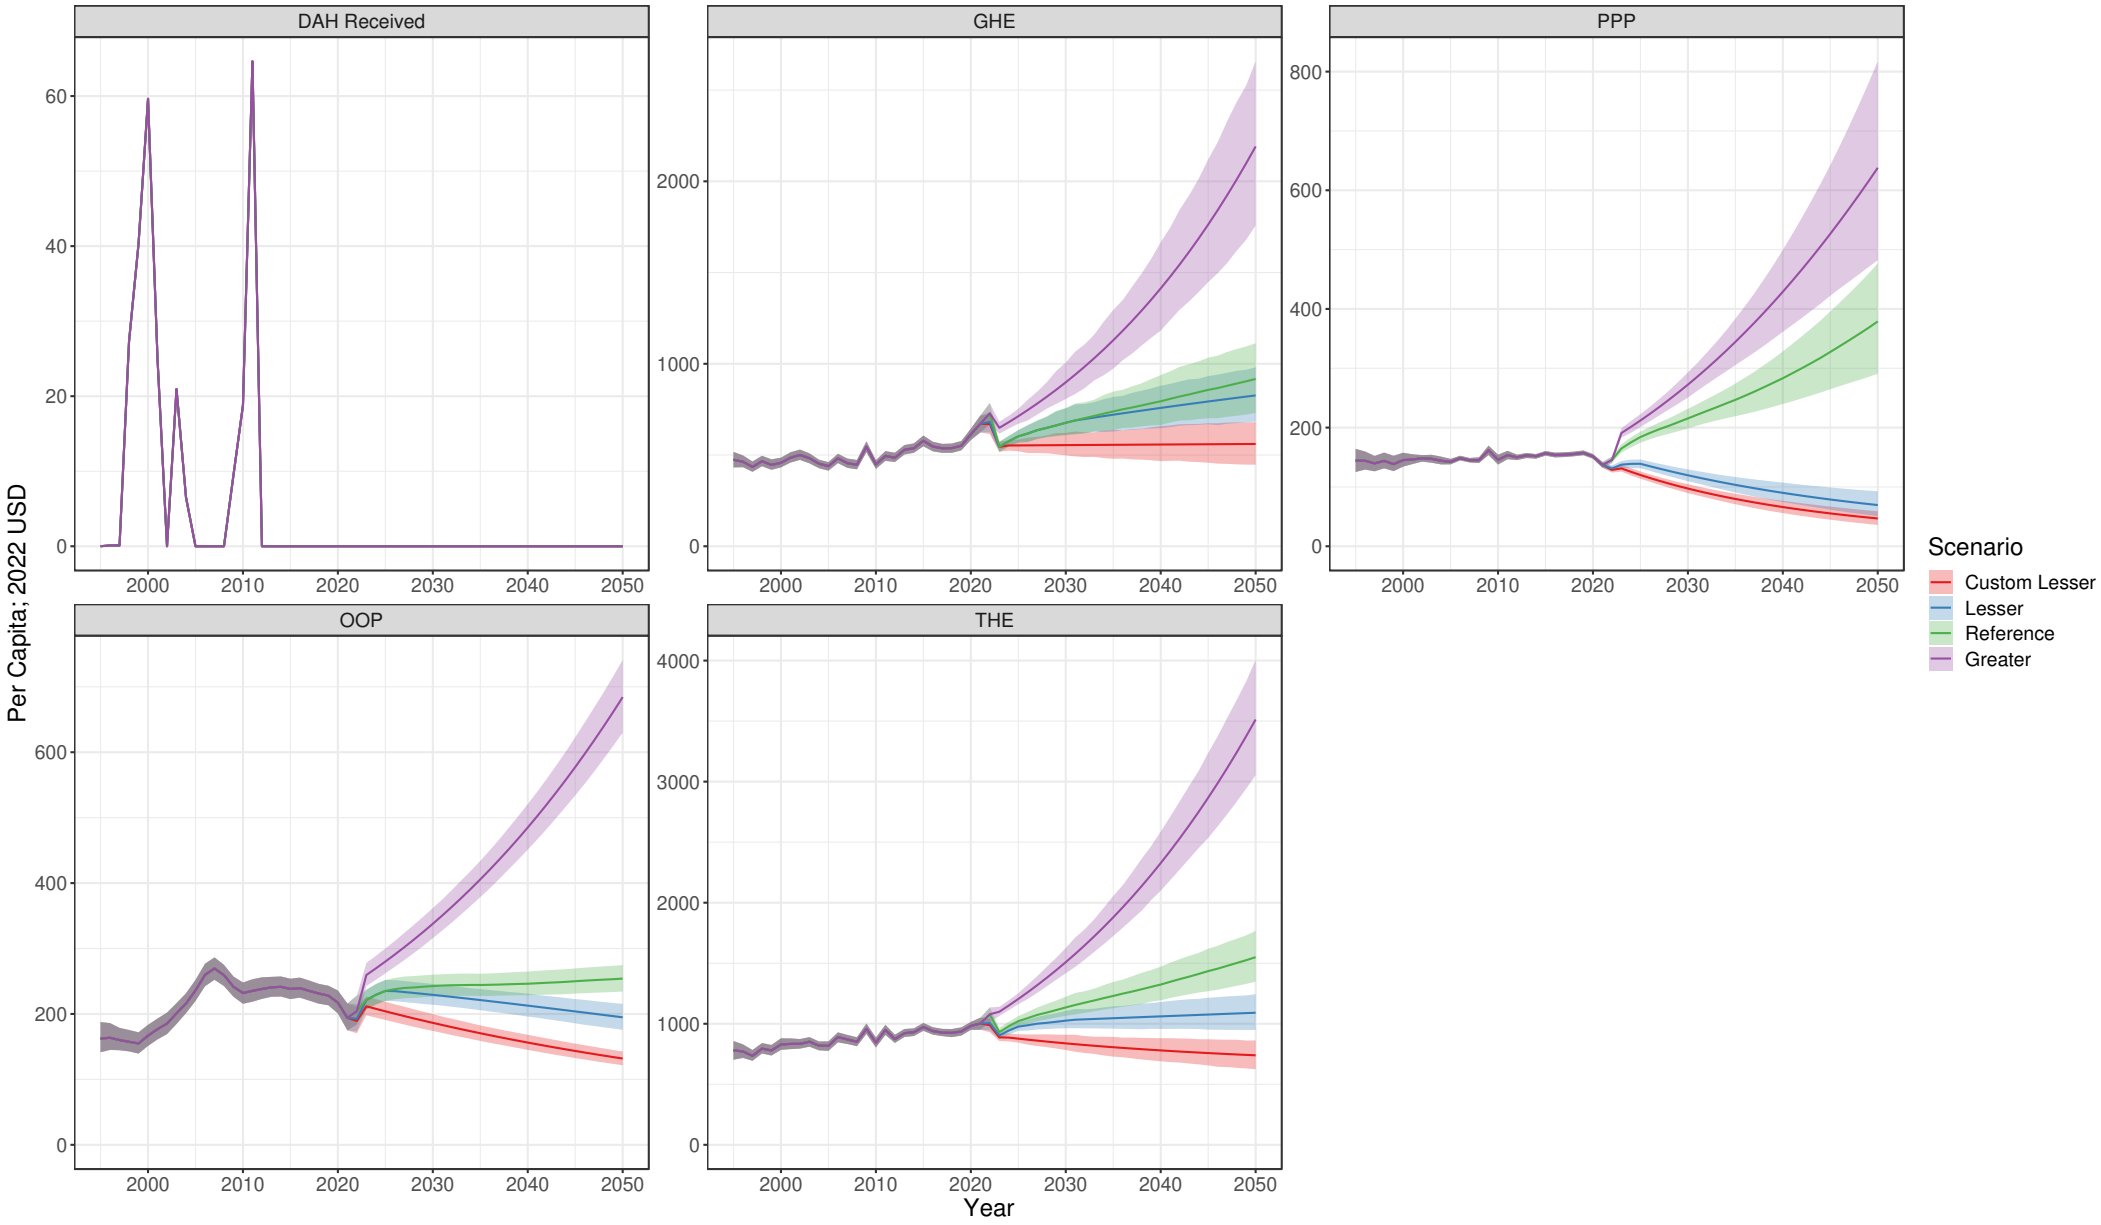 DAH Received
GHE
PPP
60
40
20
0
2000 2010 2020 2030 2040 2050
2000
1000
0
2000 2010 2020 2030 2040 2050
800
600
400
200
0
2000 2010 2020 2030 2040 2050
Per Capita; 2022 USD
OOP
THE
600
400
200
0
2000 2010 2020 2030 2040 2050
4000
3000
2000
1000
0
2000 2010 2020 2030 2040 2050
Year
Scenario
Custom Lesser
Lesser
Reference
Greater